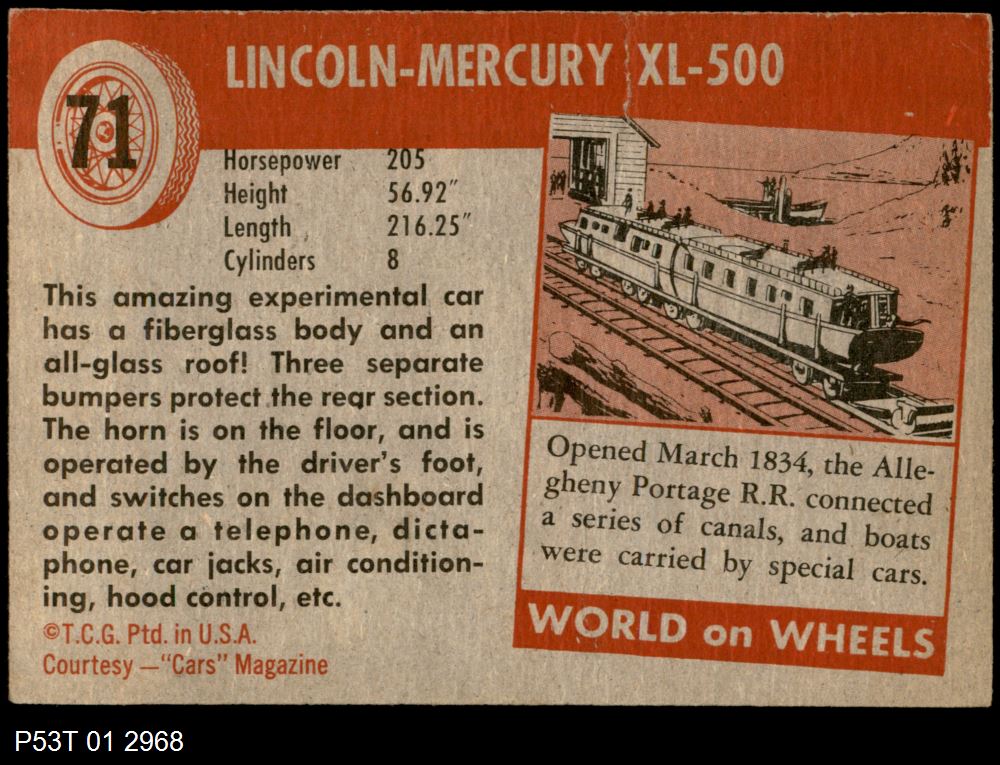 71
LINCOLN-MERCURY XL-500
Horsepower 205
Height 56.92"
Length 216.25"
Cylinders 8
This amazing experimental car
has a fiberglass body and an
all-glass roof! Three separate
bumpers protect the rear section.
The horn is on the floor, and is
operated by the driver's foot,
and switches on the dashboard
operate a telephone, dicta-
phone, car jacks, air condition-
ing, hood control, etc.
©T.C.G. Ptd. in U.S.A.
Courtesy —"Cars" Magazine
Opened March 1834, the Alle-
gheny Portage R.R. connected
a series of canals, and boats
were carried by special cars.
WORLD on WHEELS
P53T 01 2968